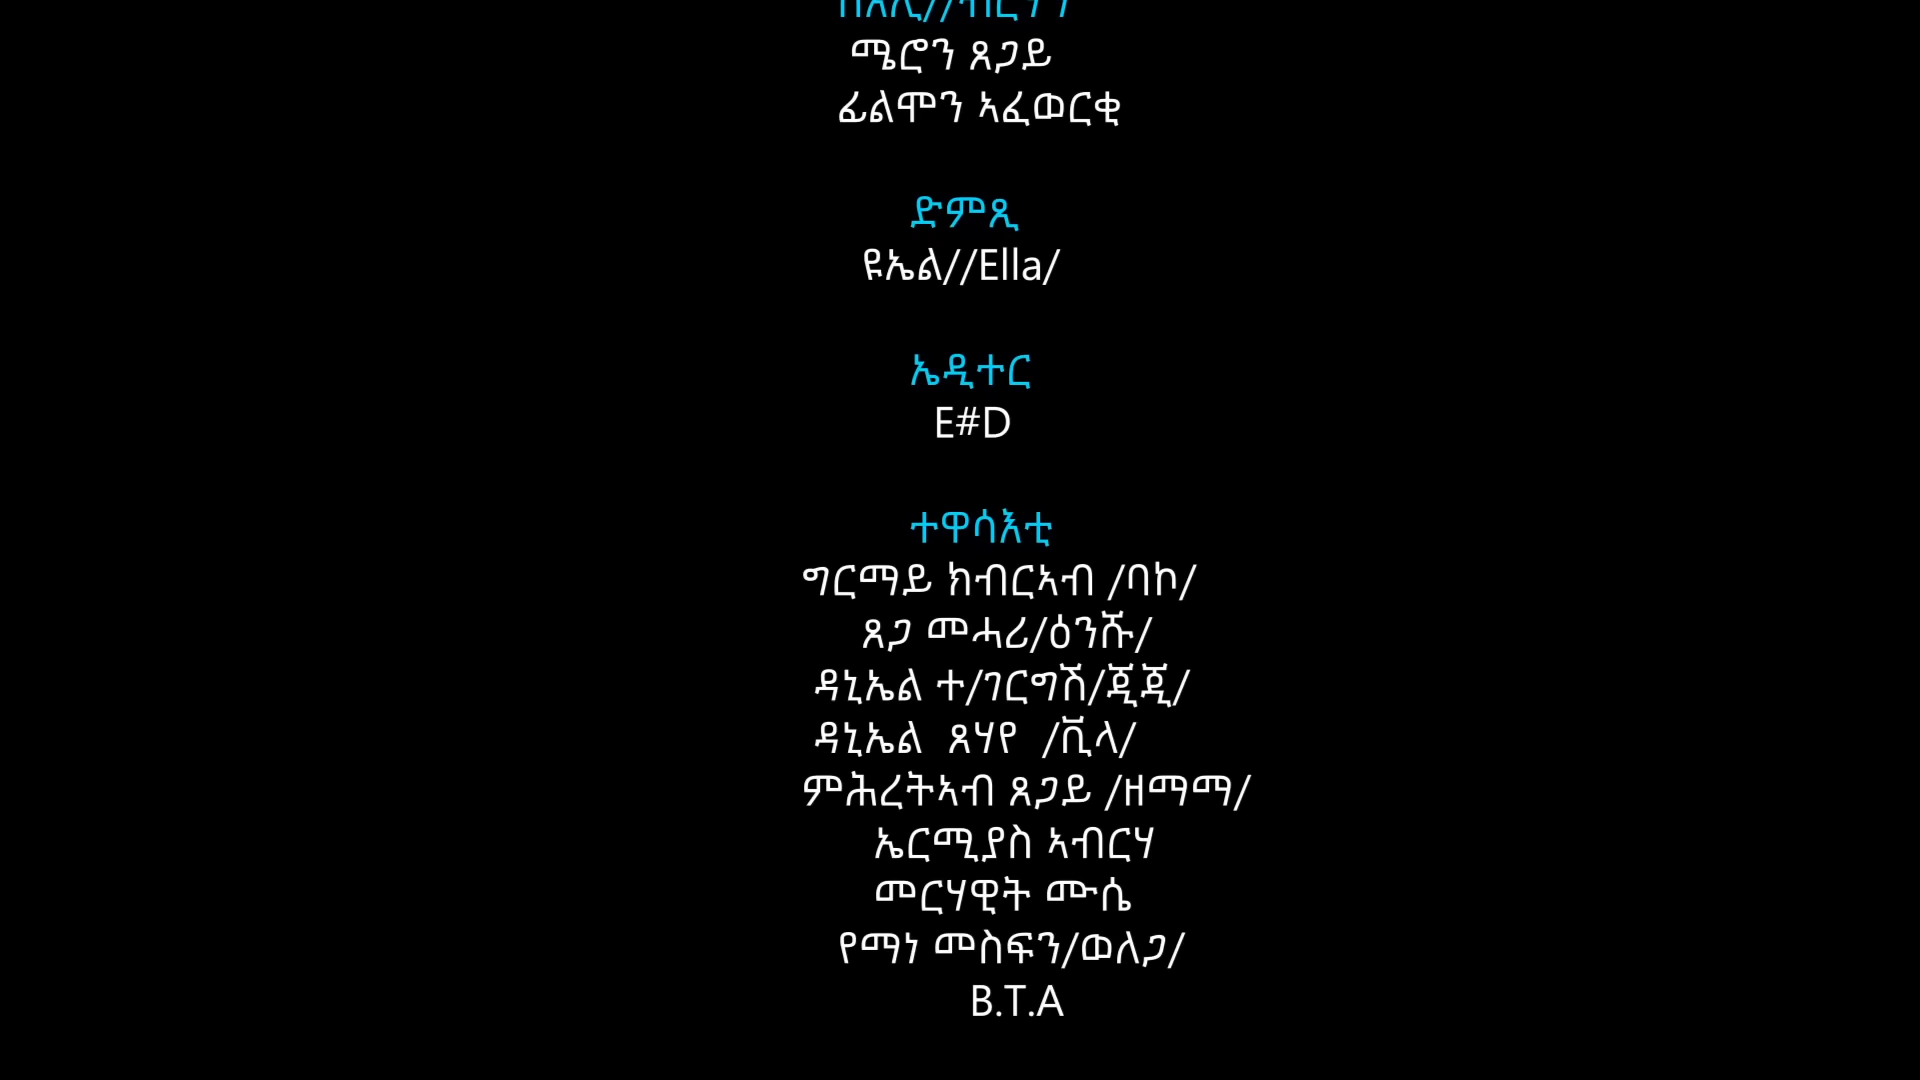 ሜሮን ጸጋይ
ፊልሞን ኣፈወርቂ
ድምጺ
ዩኤል//Ella/
ኤዲተር
E#D
ተዋሳእቲ
ግርማይ ክብርኣብ /ባኮ/
ጸጋ መሓሪ/ዕንሹ/
ዳኒኤል ተ/ገርግሽ/ጂጂ/
ዳኒኤል ጸሃየ /ቪላ/
ምሕረትኣብ ጸጋይ /ዘማማ/
ኤርሚያስ ኣብርሃ
መርሃዊት ሙሴ
የማነ መስፍን/ወለጋ/
B.T.A